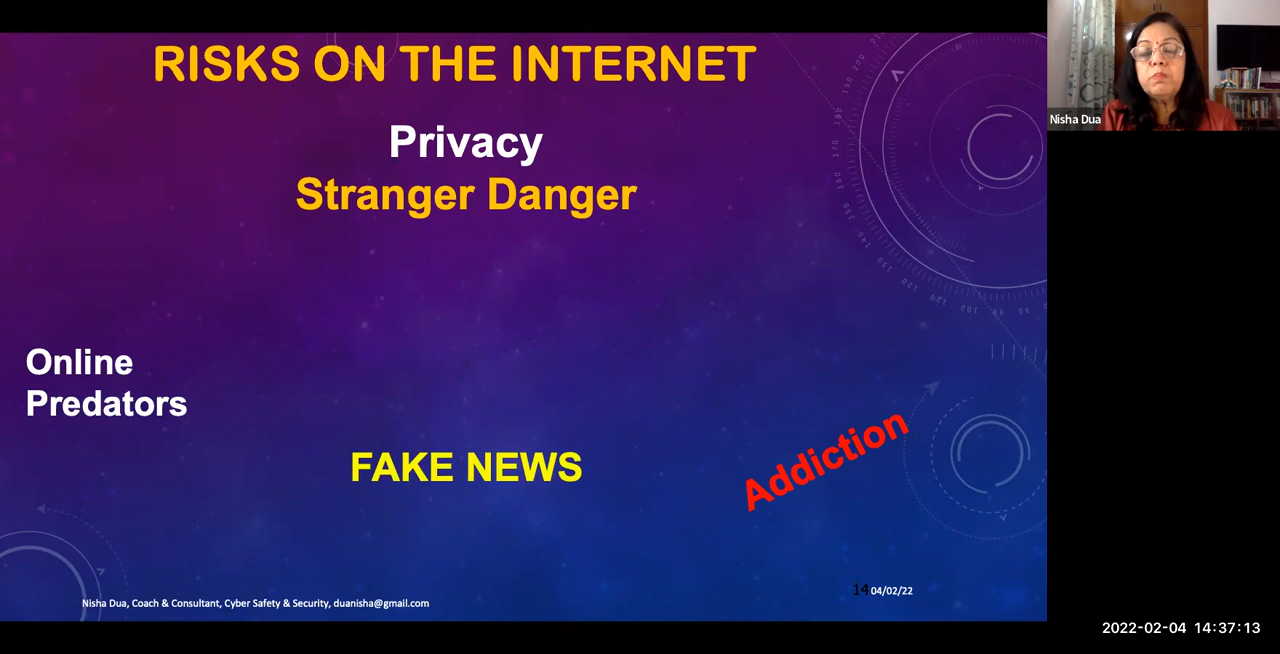 RISKS ON THE INTERNET
Nisha Dua
Privacy
Stranger Danger
Online
Predators
FAKE NEWS
Addiction
Nisha Dua, Coach & Consultant, Cyber Safety & Security, duanisha@gmail.com
14 04/02/22
2022-02-04 14:37:13